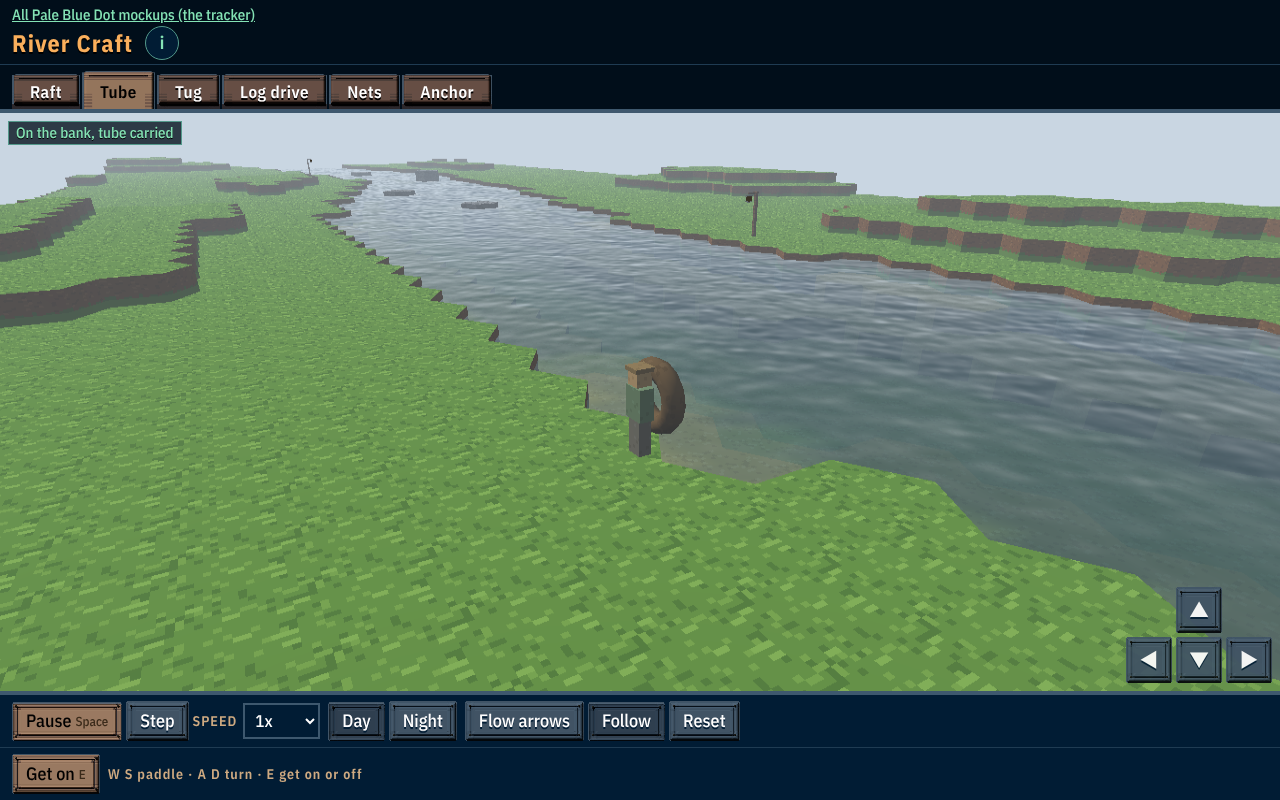 All Pale Blue Dot mockups (the tracker)
River Craft i
Raft Tube Tug Log drive Nets Anchor
On the bank, tube carried
Pause Space Step SPEED 1x Day Night Flow arrows Follow Reset
Get on E W S paddle · A D turn · E get on or off